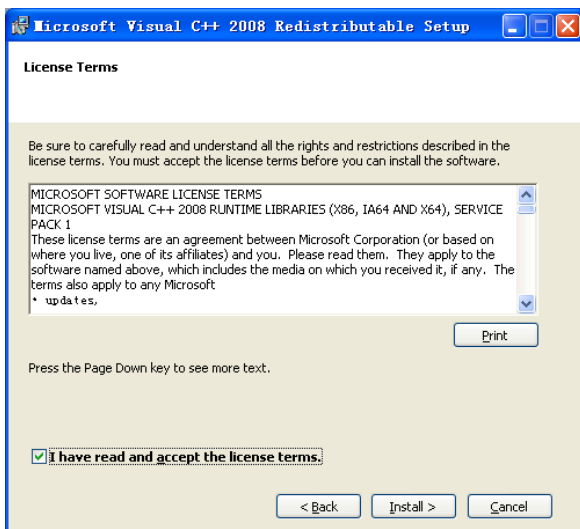 Microsoft Visual C++ 2008 Redistributable Setup
License Terms
Be sure to carefully read and understand all the rights and restrictions described in the
license terms. You must accept the license terms before you can install the software.
MICROSOFT SOFTWARE LICENSE TERMS
MICROSOFT VISUAL C++ 2008 RUNTIME LIBRARIES (X86, IA64 AND X64), SERVICE
PACK 1
These license terms are an agreement between Microsoft Corporation (or based on
where you live, one of its affiliates) and you.  Please read them.  They apply to the
software named above, which includes the media on which you received it, if any.  The
terms also apply to any Microsoft
* updates,
Print
Press the Page Down key to see more text.
I have read and accept the license terms.
< Back
Install >
Cancel